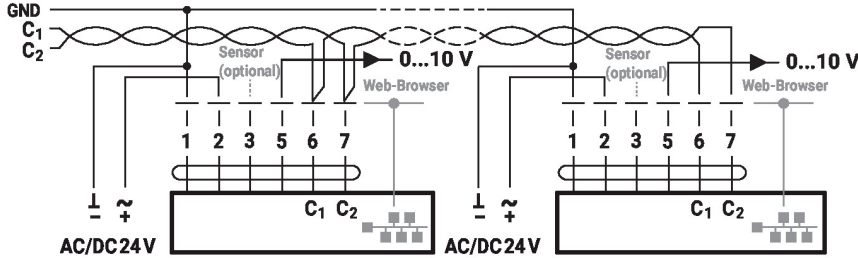 GND
C1
C2
Sensor
(optional)
0...10 V
Web-Browser
1 2 3 5 6 7
C1 C2
⊥ ~
− +
AC/DC 24 V
Sensor
(optional)
0...10 V
Web-Browser
1 2 3 5 6 7
C1 C2
⊥ ~
− +
AC/DC 24 V